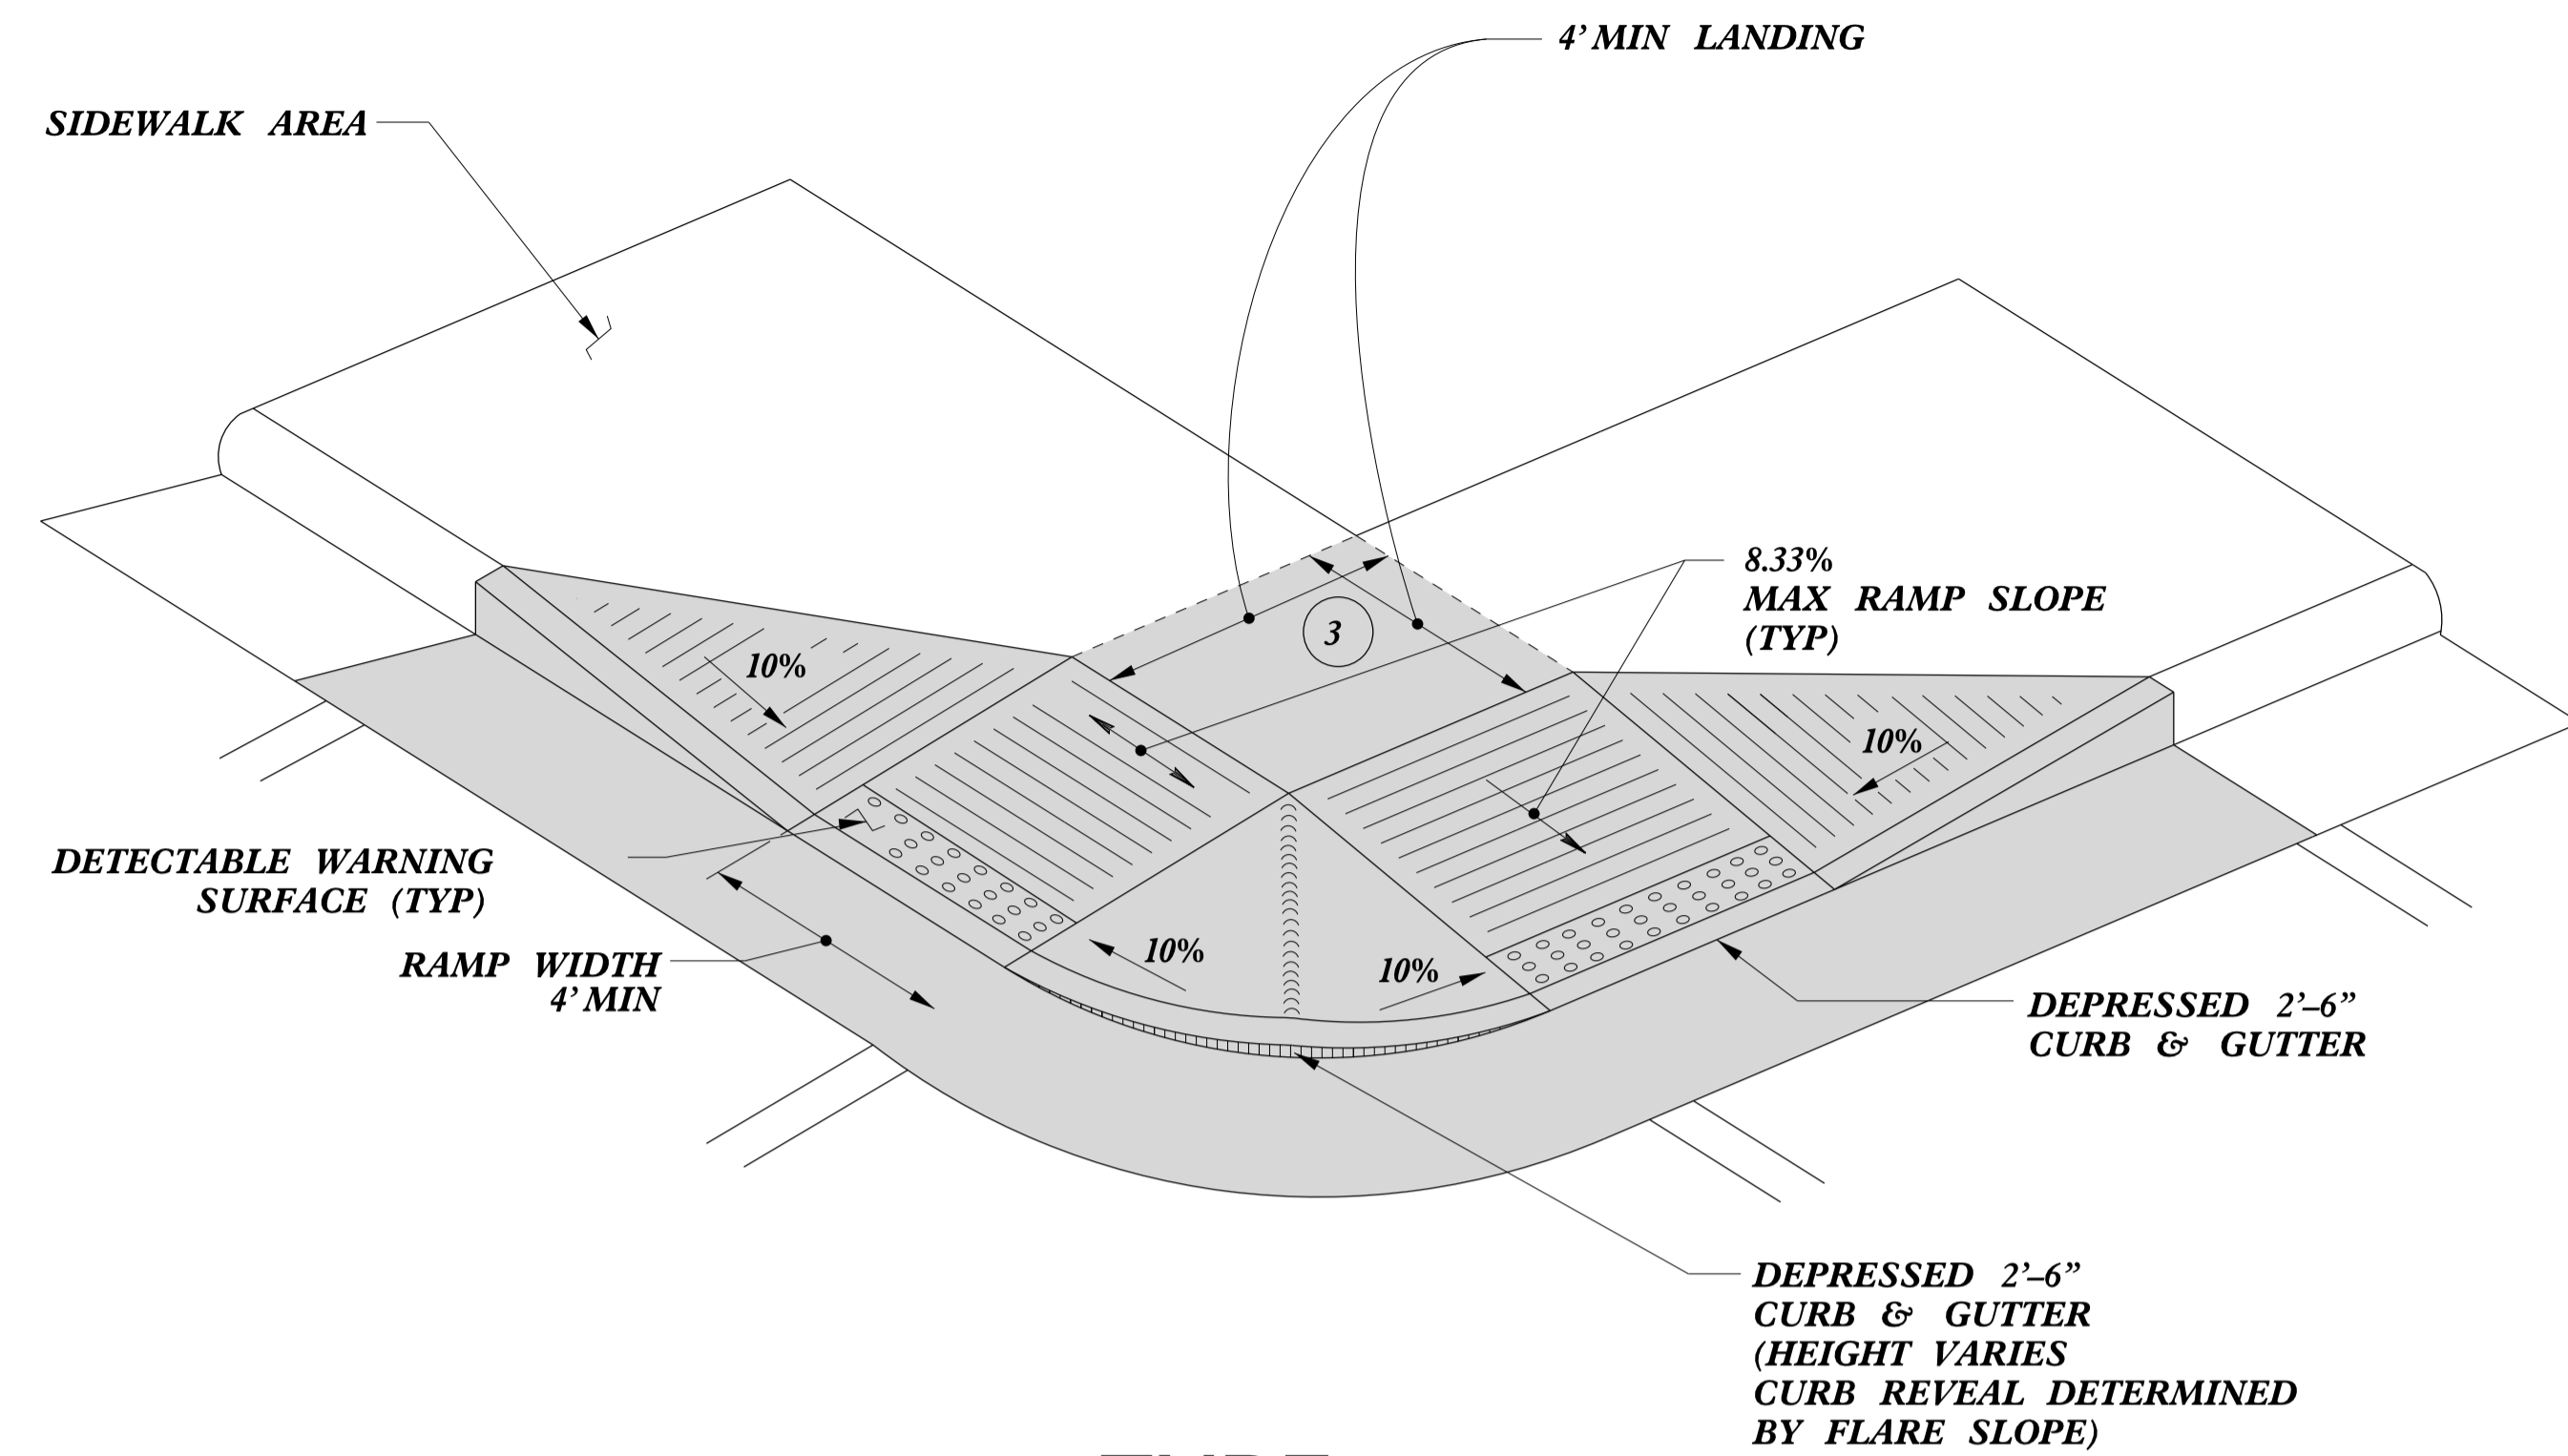 4' MIN LANDING
SIDEWALK AREA
8.33%
MAX RAMP SLOPE
(TYP)
3
10%
10%
DETECTABLE WARNING
SURFACE (TYP)
RAMP WIDTH
4' MIN
10%
10%
DEPRESSED 2'–6"
CURB & GUTTER
DEPRESSED 2'–6"
CURB & GUTTER
(HEIGHT VARIES
CURB REVEAL DETERMINED
BY FLARE SLOPE)